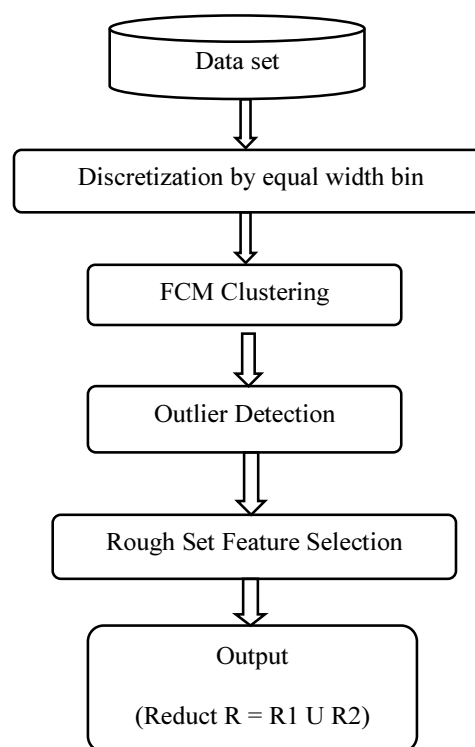 Data set
Discretization by equal width bin
FCM Clustering
Outlier Detection
Rough Set Feature Selection
Output
(Reduct R = R1 U R2)